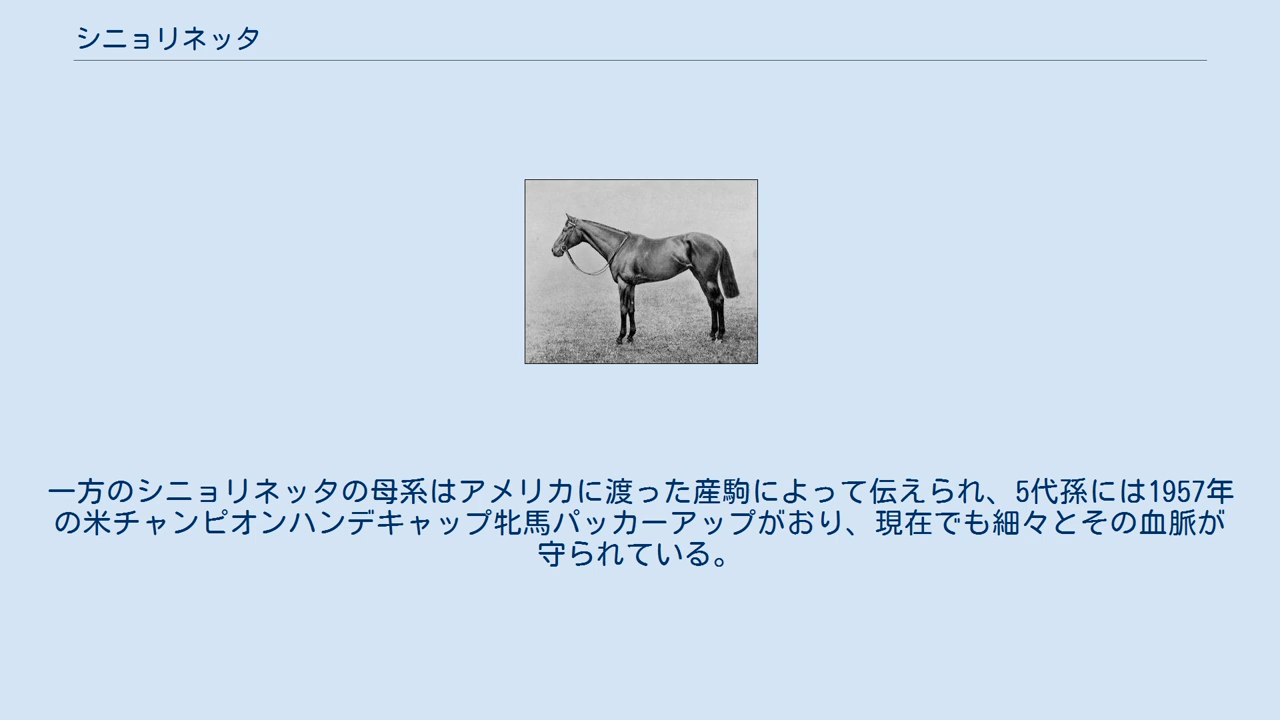 シニョリネッタ
一方のシニョリネッタの母系はアメリカに渡った産駒によって伝えられ、5代孫には1957年
の米チャンピオンハンデキャップ牝馬パッカーアップがおり、現在でも細々とその血脈が
守られている。